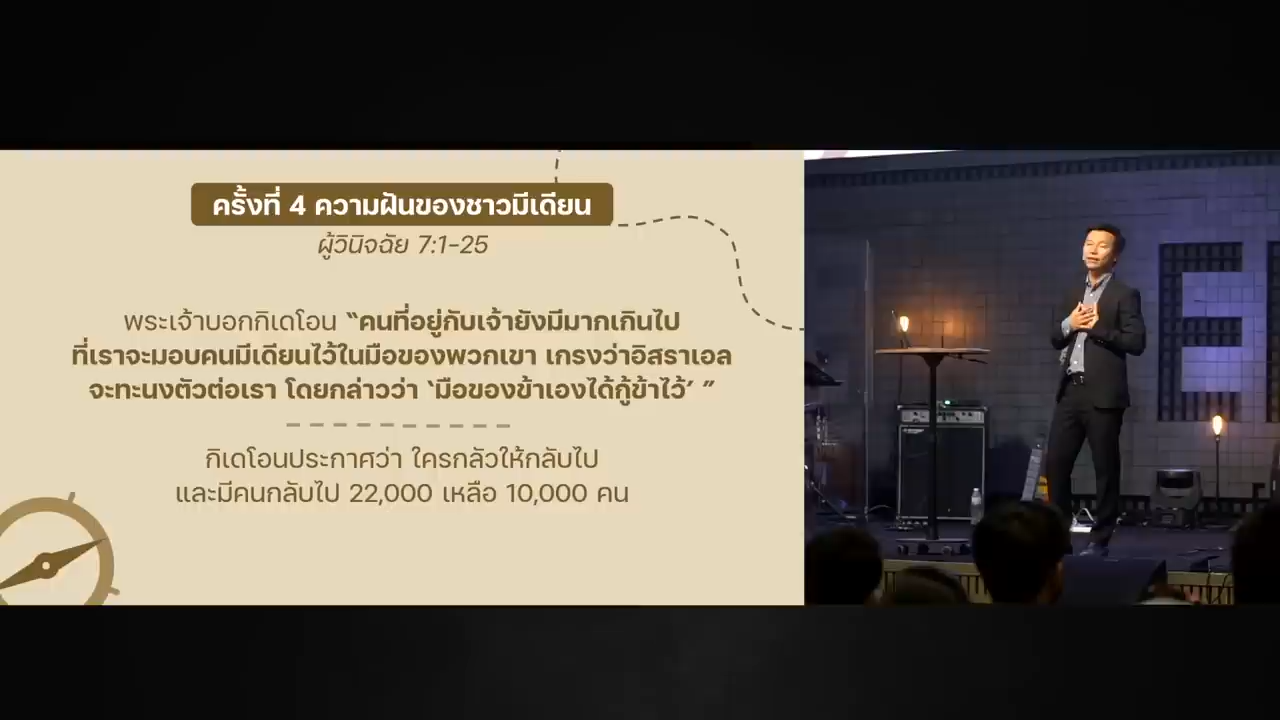 ครั้งที่ 4 ความฝันของชาวมีเดียน
ผู้วินิจฉัย 7:1-25
พระเจ้าบอกกิเดโอน “คนที่อยู่กับเจ้ายังมีมากเกินไป
ที่เราจะมอบคนมีเดียนไว้ในมือของพวกเขา เกรงว่าอิสราเอล
จะทะนงตัวต่อเรา โดยกล่าวว่า ‘มือของข้าเองได้กู้ข้าไว้’ ”
กิเดโอนประกาศว่า ใครกลัวให้กลับไป
และมีคนกลับไป 22,000 เหลือ 10,000 คน